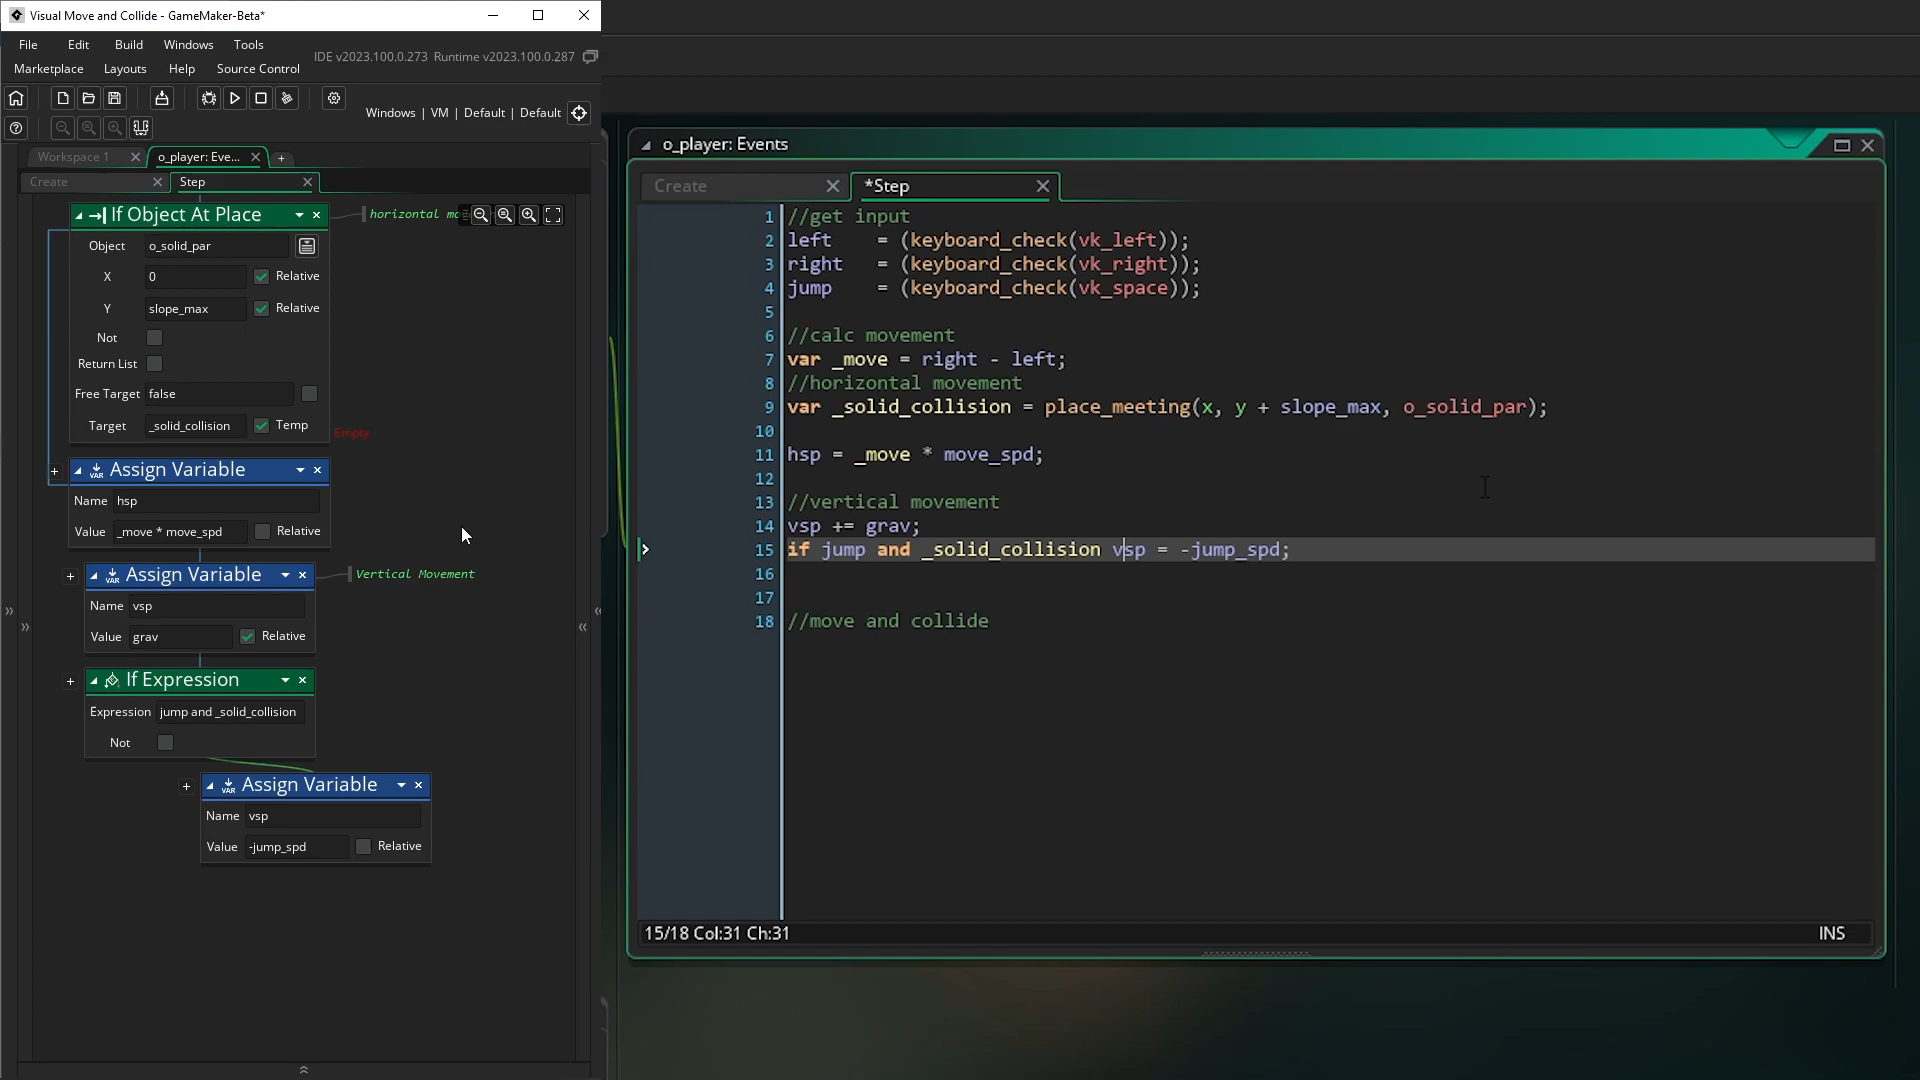 Visual Move and Collide - GameMaker-Beta*
File Edit Build Windows Tools
Marketplace Layouts Help Source Control
IDE v2023.100.0.273 Runtime v2023.100.0.287
Windows | VM | Default | Default
Workspace 1
o_player: Eve...
Create
Step
If Object At Place
horizontal mo
Object o_solid_par
X 0 Relative
Y slope_max Relative
Not
Return List
Free Target false
Target _solid_collision Temp
Empty
Assign Variable
Name hsp
Value _move * move_spd Relative
Assign Variable
Vertical Movement
Name vsp
Value grav Relative
If Expression
Expression jump and _solid_collision
Not
Assign Variable
Name vsp
Value -jump_spd Relative
o_player: Events
Create
*Step
1 //get input
2 left = (keyboard_check(vk_left));
3 right = (keyboard_check(vk_right));
4 jump = (keyboard_check(vk_space));
5
6 //calc movement
7 var _move = right - left;
8 //horizontal movement
9 var _solid_collision = place_meeting(x, y + slope_max, o_solid_par);
10
11 hsp = _move * move_spd;
12
13 //vertical movement
14 vsp += grav;
15 if jump and _solid_collision vsp = -jump_spd;
16
17
18 //move and collide
15/18 Col:31 Ch:31
INS